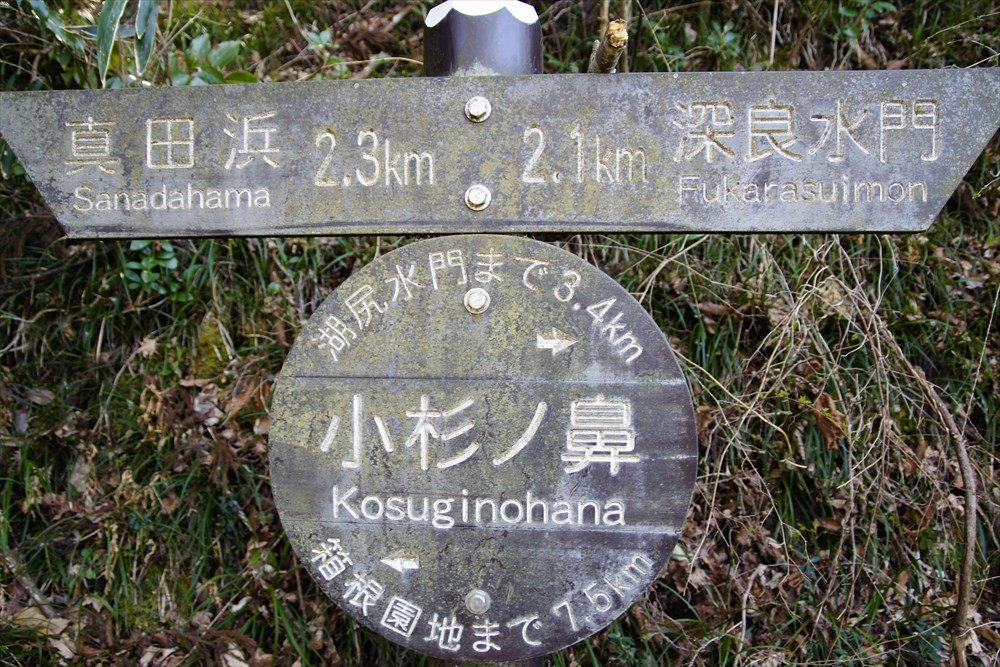 真田浜 2.3km 2.1km 深良水門
Sanadahama Fukarasuimon
湖尻水門まで3.4km
小杉ノ鼻
Kosuginohana
箱根園地まで7.5km